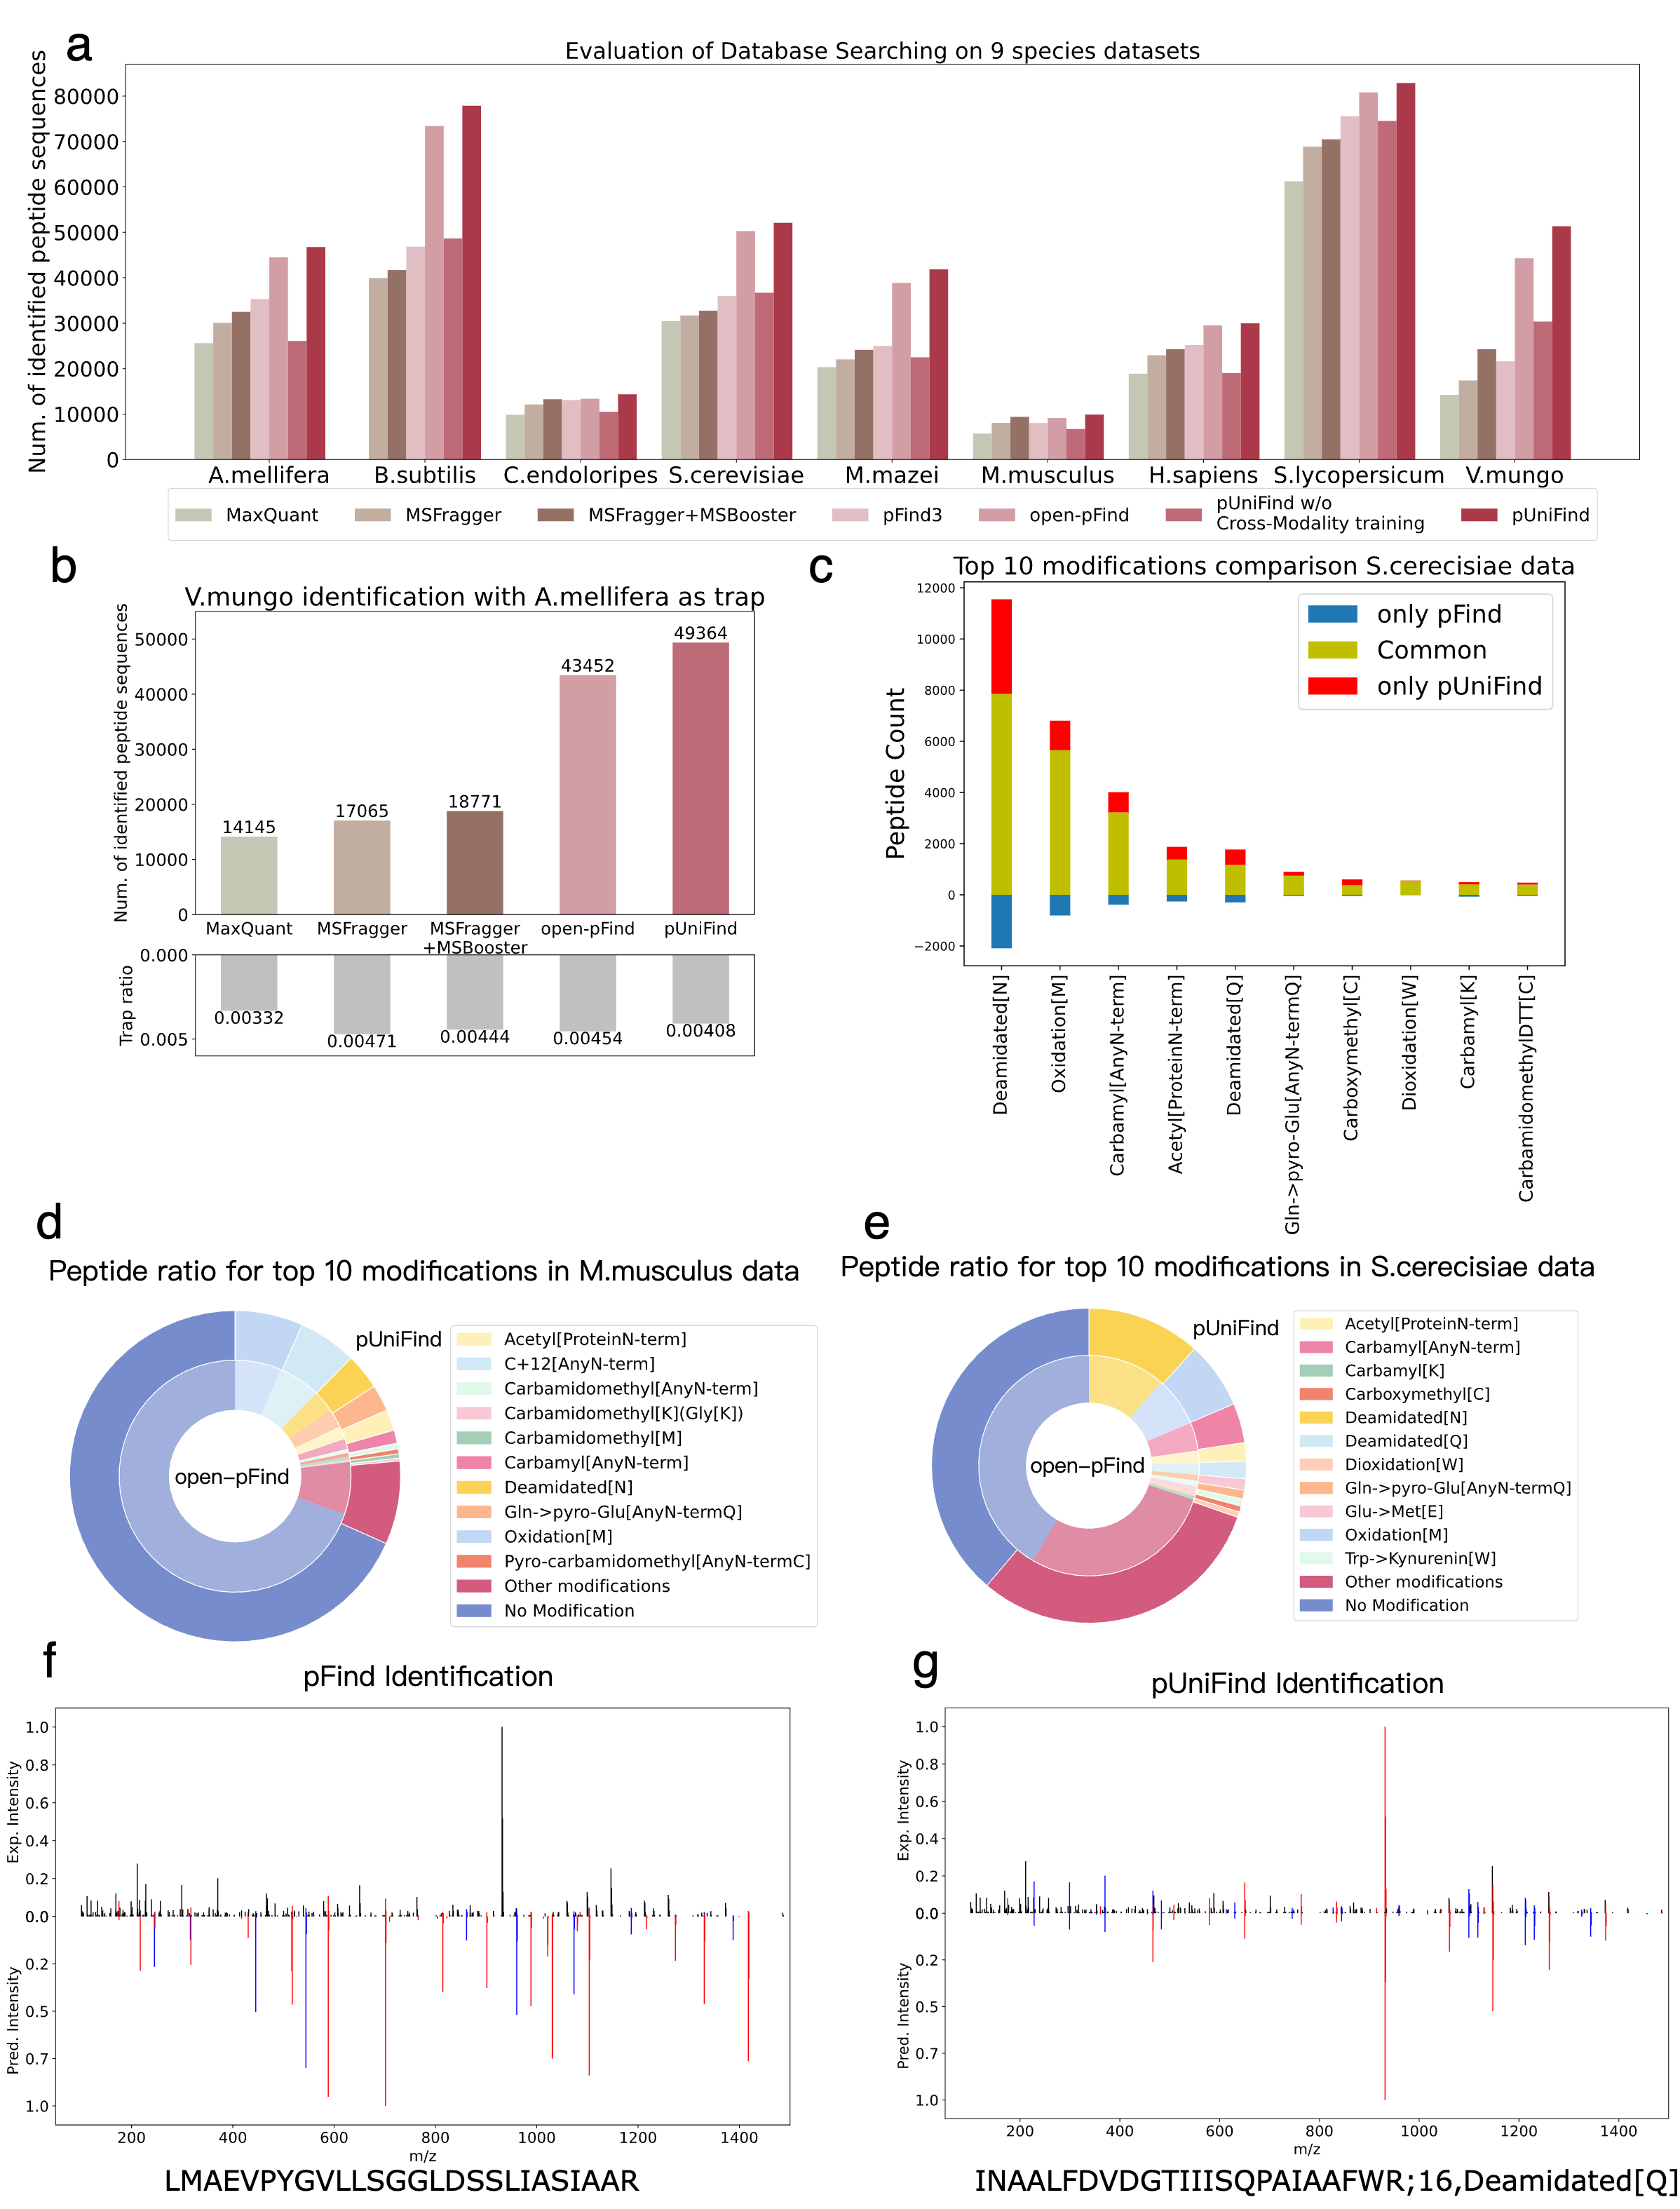 a
Evaluation of Database Searching on 9 species datasets
Num. of identified peptide sequences
80000
70000
60000
50000
40000
30000
20000
10000
0
A.mellifera B.subtilis C.endoloripes S.cerevisiae M.mazei M.musculus H.sapiens S.lycopersicum V.mungo
MaxQuant MSFragger MSFragger+MSBooster pFind3 open-pFind pUniFind w/o Cross-Modality training pUniFind
b
V.mungo identification with A.mellifera as trap
Num. of identified peptide sequences
50000
40000
30000
20000
10000
0
14145 17065 18771 43452 49364
MaxQuant MSFragger MSFragger +MSBooster open-pFind pUniFind
Trap ratio
0.000
0.005
0.00332 0.00471 0.00444 0.00454 0.00408
c
Top 10 modifications comparison S.cerecisiae data
Peptide Count
12000
10000
8000
6000
4000
2000
0
−2000
only pFind
Common
only pUniFind
Deamidated[N]
Oxidation[M]
Carbamyl[AnyN-term]
Acetyl[ProteinN-term]
Deamidated[Q]
Gln->pyro-Glu[AnyN-termQ]
Carboxymethyl[C]
Dioxidation[W]
Carbamyl[K]
CarbamidomethylDTT[C]
d
Peptide ratio for top 10 modifications in M.musculus data
pUniFind
open−pFind
Acetyl[ProteinN-term]
C+12[AnyN-term]
Carbamidomethyl[AnyN-term]
Carbamidomethyl[K](Gly[K])
Carbamidomethyl[M]
Carbamyl[AnyN-term]
Deamidated[N]
Gln->pyro-Glu[AnyN-termQ]
Oxidation[M]
Pyro-carbamidomethyl[AnyN-termC]
Other modifications
No Modification
e
Peptide ratio for top 10 modifications in S.cerecisiae data
pUniFind
open−pFind
Acetyl[ProteinN-term]
Carbamyl[AnyN-term]
Carbamyl[K]
Carboxymethyl[C]
Deamidated[N]
Deamidated[Q]
Dioxidation[W]
Gln->pyro-Glu[AnyN-termQ]
Glu->Met[E]
Oxidation[M]
Trp->Kynurenin[W]
Other modifications
No Modification
f
pFind Identification
Exp. Intensity
Pred. Intensity
1.0
0.8
0.6
0.4
0.2
0.0
0.2
0.5
0.7
1.0
200 400 600 800 1000 1200 1400
m/z
LMAEVPYGVLLSGGLDSSLIASIAAR
g
pUniFind Identification
Exp. Intensity
Pred. Intensity
1.0
0.8
0.6
0.4
0.2
0.0
0.2
0.5
0.7
1.0
200 400 600 800 1000 1200 1400
m/z
INAALFDVDGTIIISQPAIAAFWR;16,Deamidated[Q]